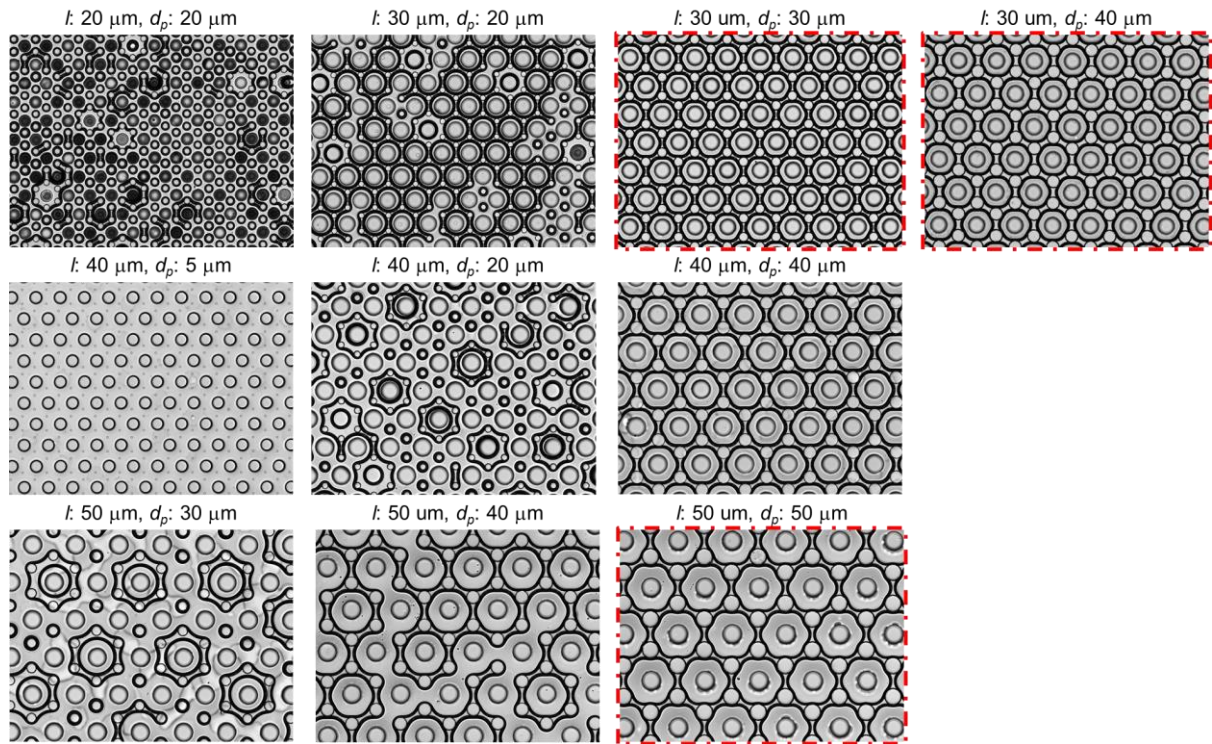 l: 20 μm, dₚ: 20 μm
l: 30 μm, dₚ: 20 μm
l: 30 um, dₚ: 30 μm
l: 30 um, dₚ: 40 μm
l: 40 μm, dₚ: 5 μm
l: 40 μm, dₚ: 20 μm
l: 40 μm, dₚ: 40 μm
l: 50 μm, dₚ: 30 μm
l: 50 um, dₚ: 40 μm
l: 50 um, dₚ: 50 μm